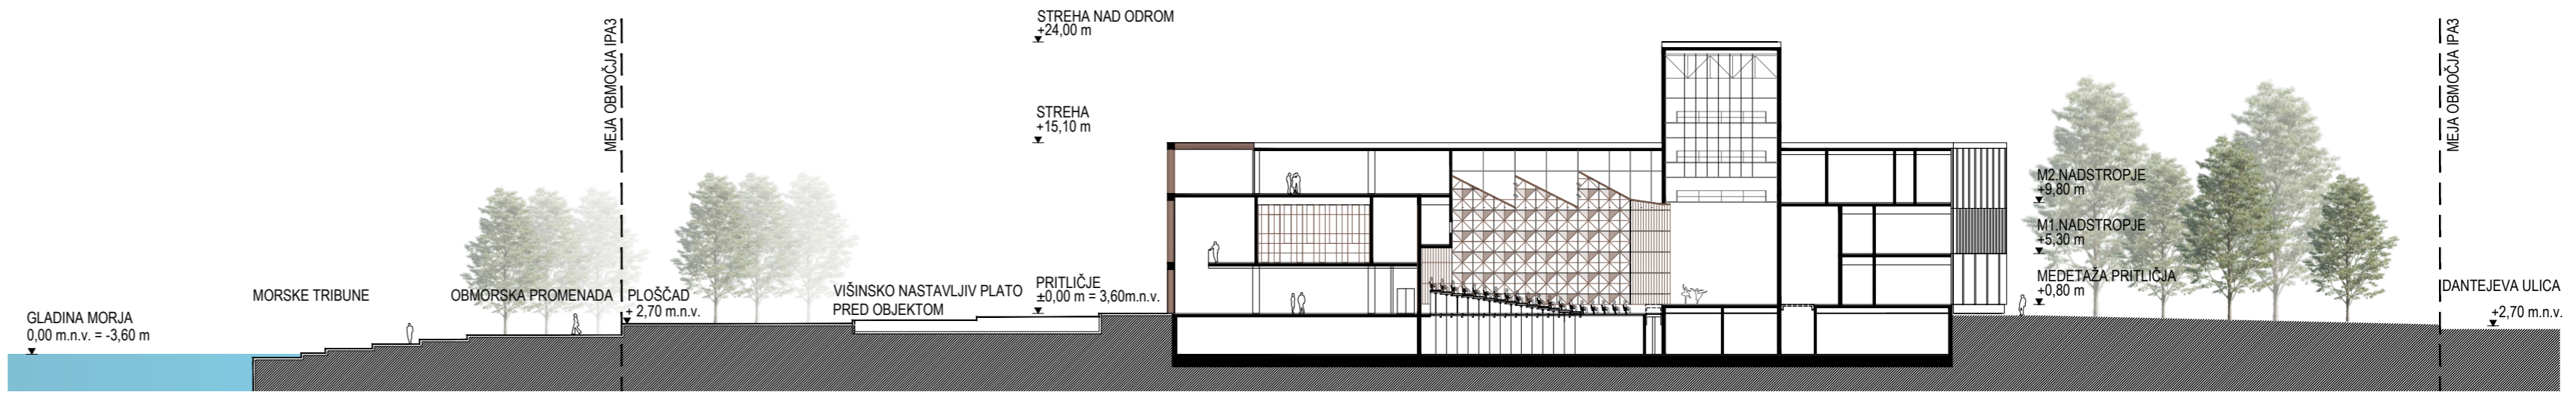 MEJA OBMOČJA IPA3
STREHA NAD ODROM
+24,00 m
STREHA
+15,10 m
MEJA OBMOČJA IPA3
M2.NADSTROPJE
+9,80 m
M1.NADSTROPJE
+5,30 m
MEDETAŽA PRITLIČJA
+0,80 m
MORSKE TRIBUNE
OBMORSKA PROMENADA
PLOŠČAD
+ 2,70 m.n.v.
VIŠINSKO NASTAVLJIV PLATO
PRED OBJEKTOM
PRITLIČJE
±0,00 m = 3,60m.n.v.
DANTEJEVA ULICA
+2,70 m.n.v.
GLADINA MORJA
0,00 m.n.v. = -3,60 m